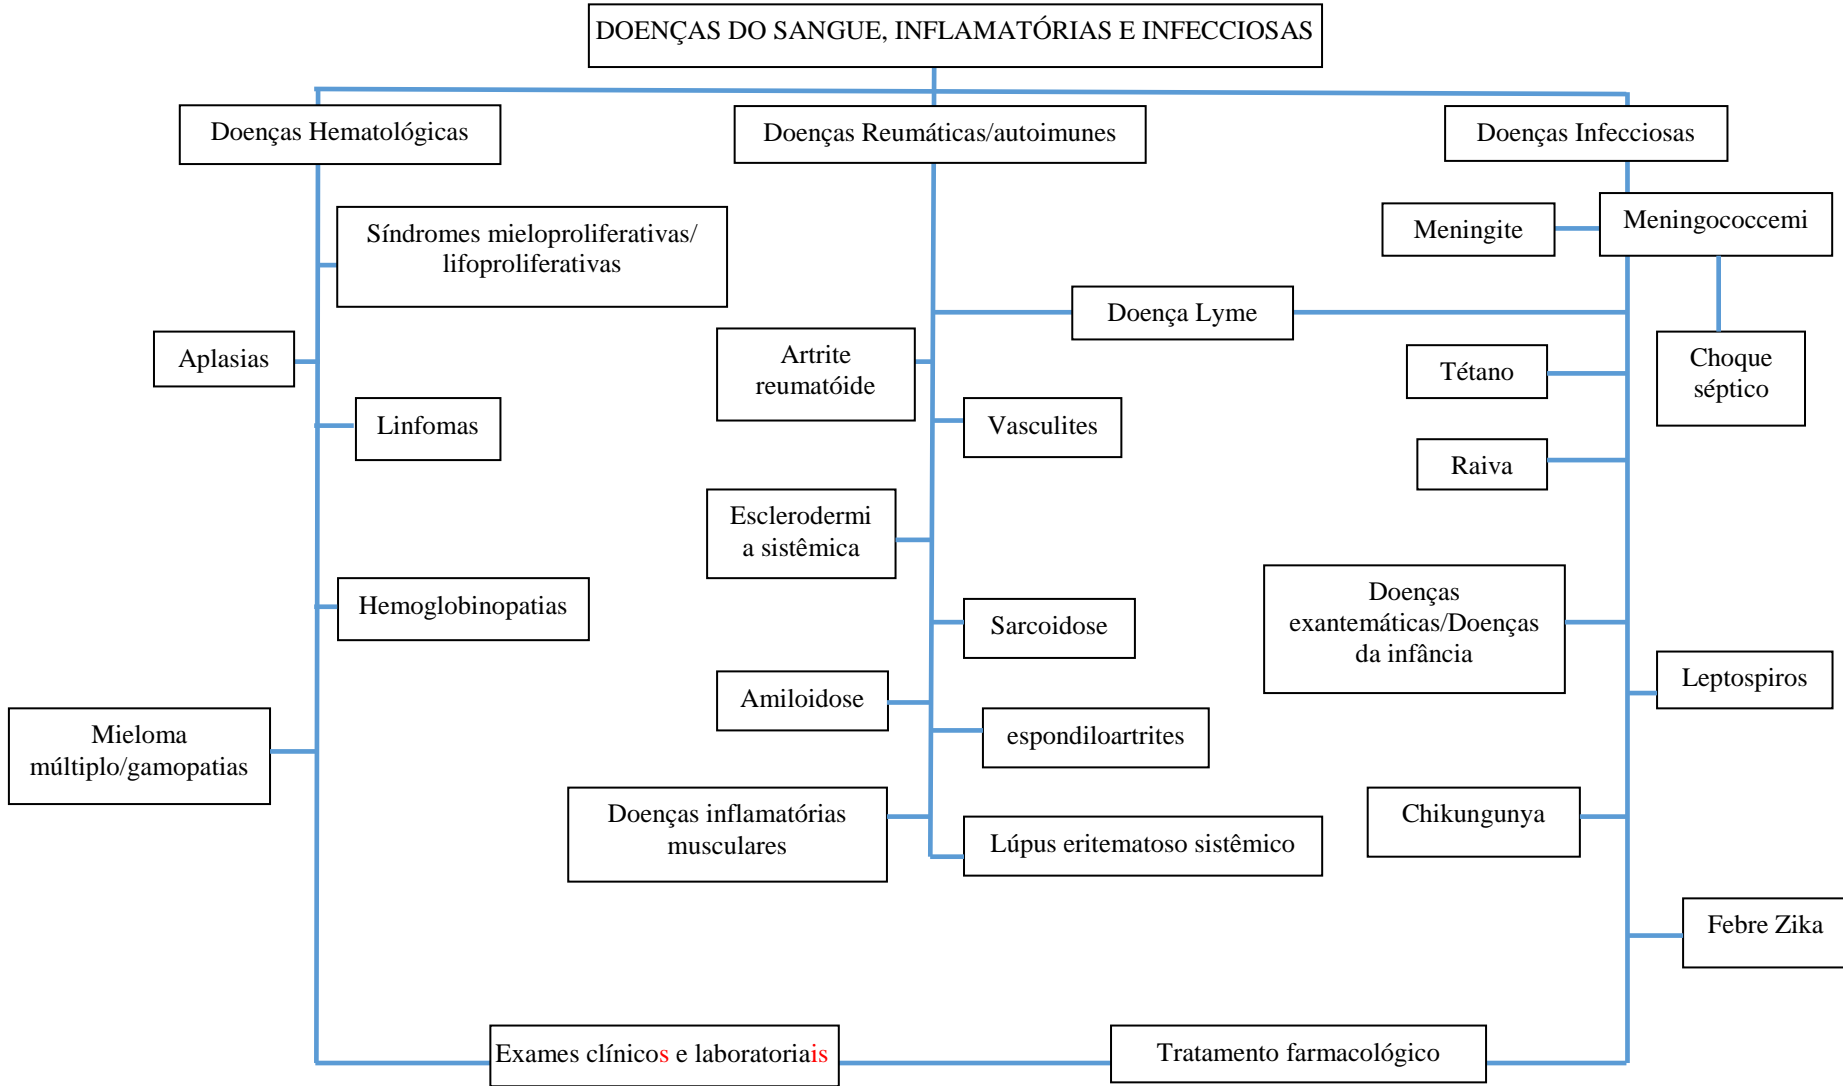 DOENÇAS DO SANGUE, INFLAMATÓRIAS E INFECCIOSAS
Doenças Hematológicas
Doenças Reumáticas/autoimunes
Doenças Infecciosas
Síndromes mieloproliferativas/
lifoproliferativas
Meningite
Meningococcemi
Doença Lyme
Aplasias
Artrite
reumatóide
Tétano
Choque
séptico
Linfomas
Vasculites
Raiva
Esclerodermi
a sistêmica
Hemoglobinopatias
Sarcoidose
Doenças
exantemáticas/Doenças
da infância
Amiloidose
Leptospiros
Mieloma
múltiplo/gamopatias
espondiloartrites
Doenças inflamatórias
musculares
Lúpus eritematoso sistêmico
Chikungunya
Febre Zika
Exames clínicos e laboratoriais
Tratamento farmacológico